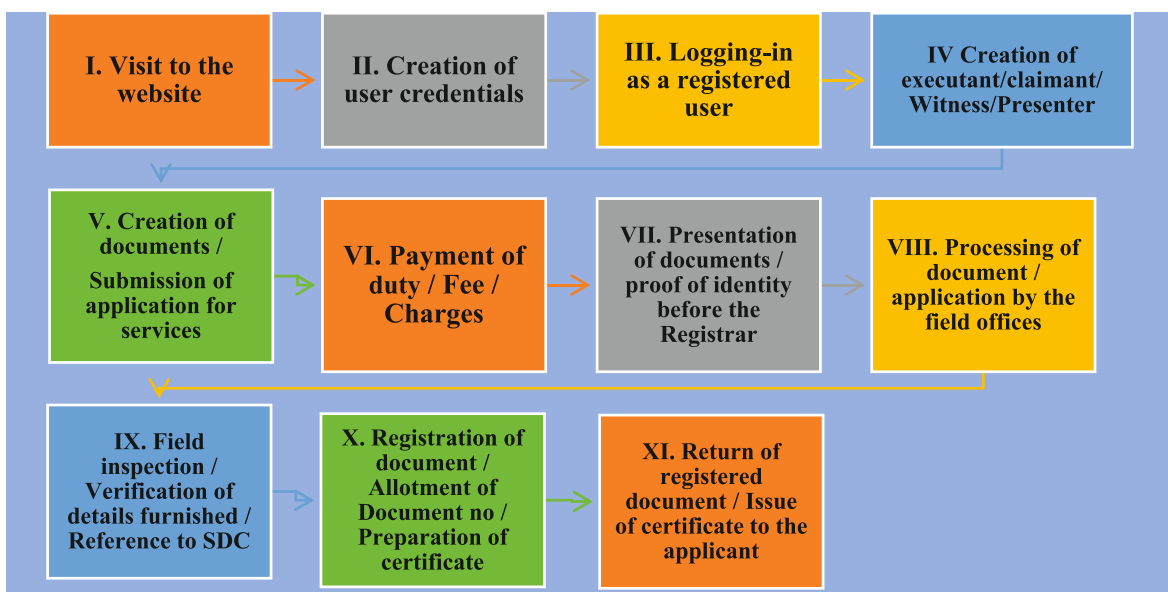 I. Visit to the
website
II. Creation of
user credentials
III. Logging-in
as a registered
user
IV Creation of
executant/claimant/
Witness/Presenter
V. Creation of
documents /
Submission of
application for
services
VI. Payment of
duty / Fee /
Charges
VII. Presentation
of documents /
proof of identity
before the
Registrar
VIII. Processing of
document /
application by the
field offices
IX. Field
inspection /
Verification of
details furnished /
Reference to SDC
X. Registration of
document /
Allotment of
Document no /
Preparation of
certificate
XI. Return of
registered
document / Issue
of certificate to the
applicant